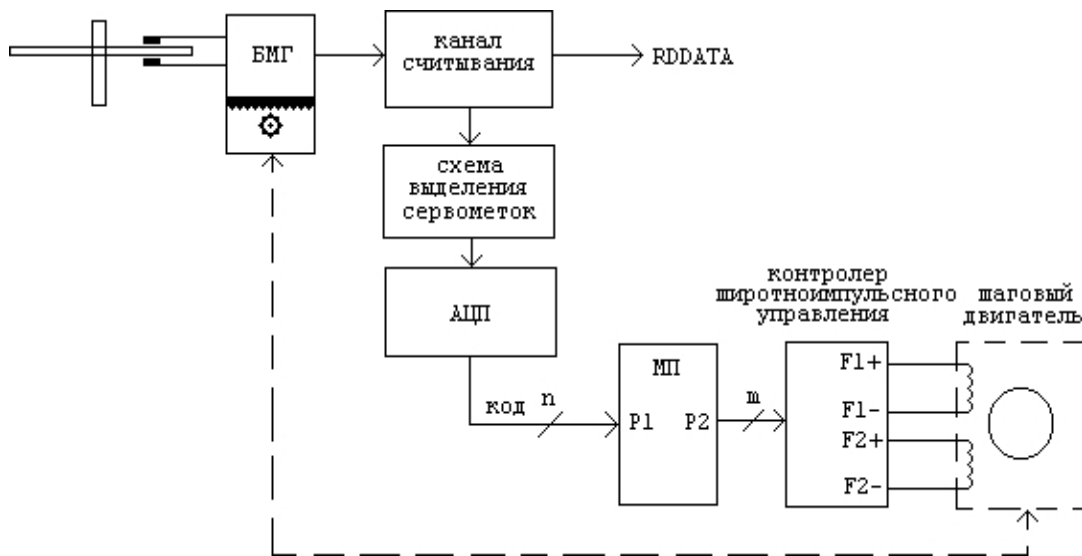 БМГ
канал
считывания
RDDATA
схема
выделения
сервометок
АЦП
код
n
МП
P1
P2
m
контролер
широтноимпульсного
управления
F1+
F1-
F2+
F2-
шаговый
двигатель